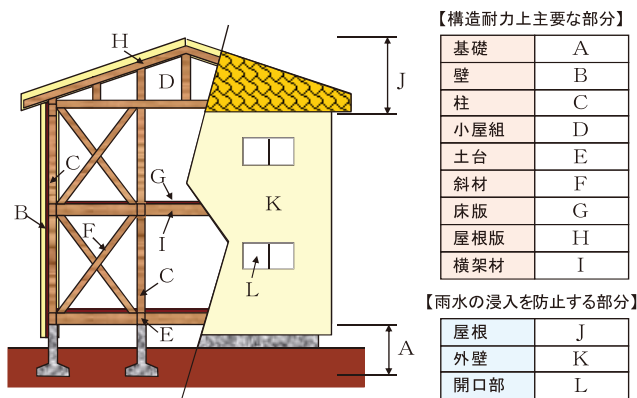 H
D
J
C
G
B
K
F
I
C
L
E
A
【構造耐力上主要な部分】
基礎 A
壁 B
柱 C
小屋組 D
土台 E
斜材 F
床版 G
屋根版 H
横架材 I
【雨水の浸入を防止する部分】
屋根 J
外壁 K
開口部 L